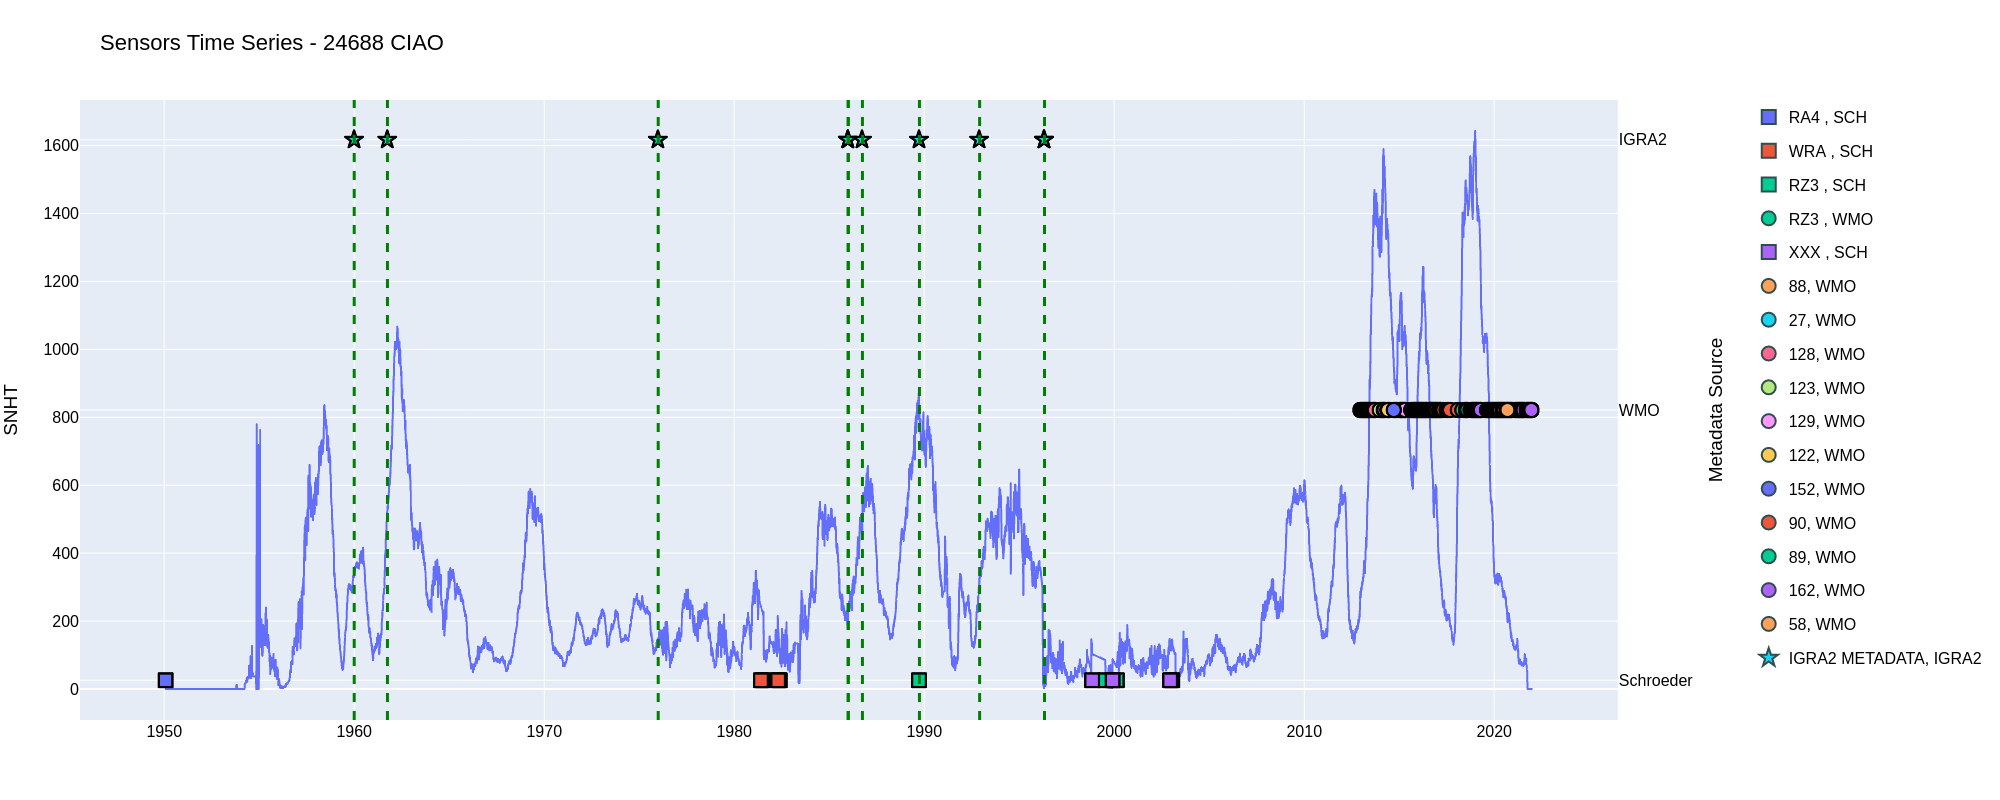 Sensors Time Series - 24688 CIAO
SNHT
1600
1400
1200
1000
800
600
400
200
0
1950
1960
1970
1980
1990
2000
2010
2020
IGRA2
WMO
Schroeder
Metadata Source
RA4 , SCH
WRA , SCH
RZ3 , SCH
RZ3 , WMO
XXX , SCH
88, WMO
27, WMO
128, WMO
123, WMO
129, WMO
122, WMO
152, WMO
90, WMO
89, WMO
162, WMO
58, WMO
IGRA2 METADATA, IGRA2